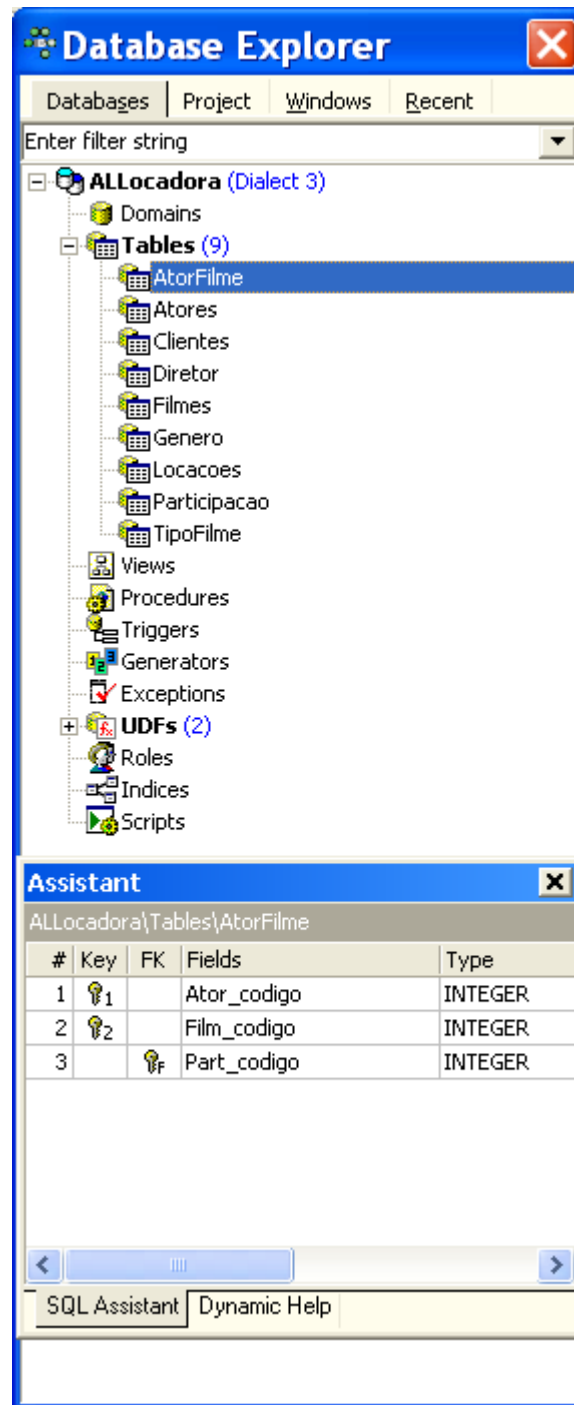 Database Explorer
Databases Project Windows Recent
Enter filter string
ALLocadora (Dialect 3)
Domains
Tables (9)
AtorFilme
Atores
Clientes
Diretor
Filmes
Genero
Locacoes
Participacao
TipoFilme
Views
Procedures
Triggers
Generators
Exceptions
UDFs (2)
Roles
Indices
Scripts
Assistant
ALLocadora\Tables\AtorFilme
# Key FK Fields Type
1 1 Ator_codigo INTEGER
2 2 Film_codigo INTEGER
3 F Part_codigo INTEGER
SQL Assistant Dynamic Help